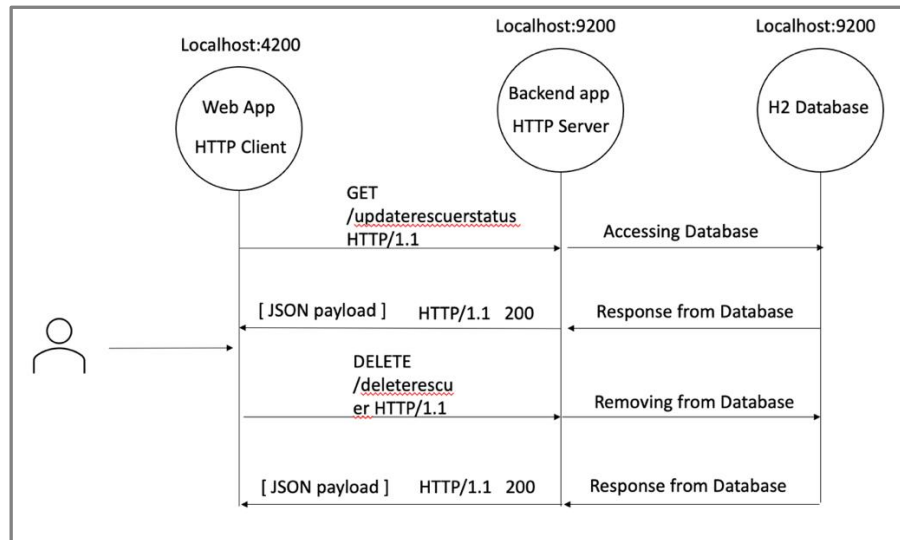 Localhost:4200
Localhost:9200
Localhost:9200
Web App
HTTP Client
Backend app
HTTP Server
H2 Database
GET
/updaterescuerstatus
HTTP/1.1
Accessing Database
[ JSON payload ] HTTP/1.1 200
Response from Database
DELETE
/deleterescu
er HTTP/1.1
Removing from Database
[ JSON payload ] HTTP/1.1 200
Response from Database